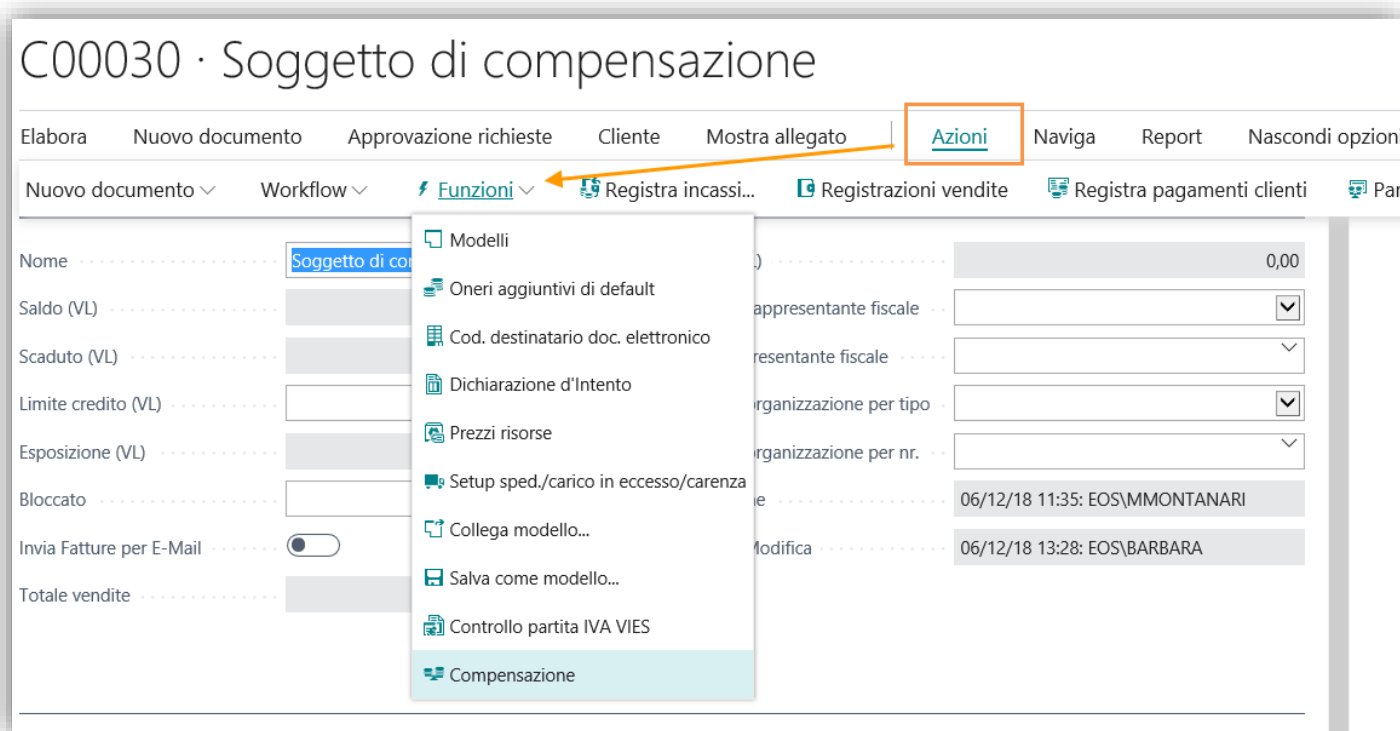 C00030 · Soggetto di compensazione
Elabora Nuovo documento Approvazione richieste Cliente Mostra allegato Azioni Naviga Report Nascondi opzioni
Nuovo documento Workflow Funzioni Registra incassi... Registrazioni vendite Registra pagamenti clienti
Modelli
Nome Soggetto di 0,00
Oneri aggiuntivi di default
Saldo (VL) fiscale
Cod. destinatario doc. elettronico
Scaduto (VL) fiscale
Dichiarazione d'Intento
Limite credito (VL) per tipo
Prezzi risorse
Esposizione (VL) per nr.
Setup sped./carico in eccesso/carenza
Bloccato 06/12/18 11:35: EOS\MMONTANARI
Collega modello...
Invia Fatture per E-Mail Modifica 06/12/18 13:28: EOS\BARBARA
Salva come modello...
Totale vendite
Controllo partita IVA VIES
Compensazione